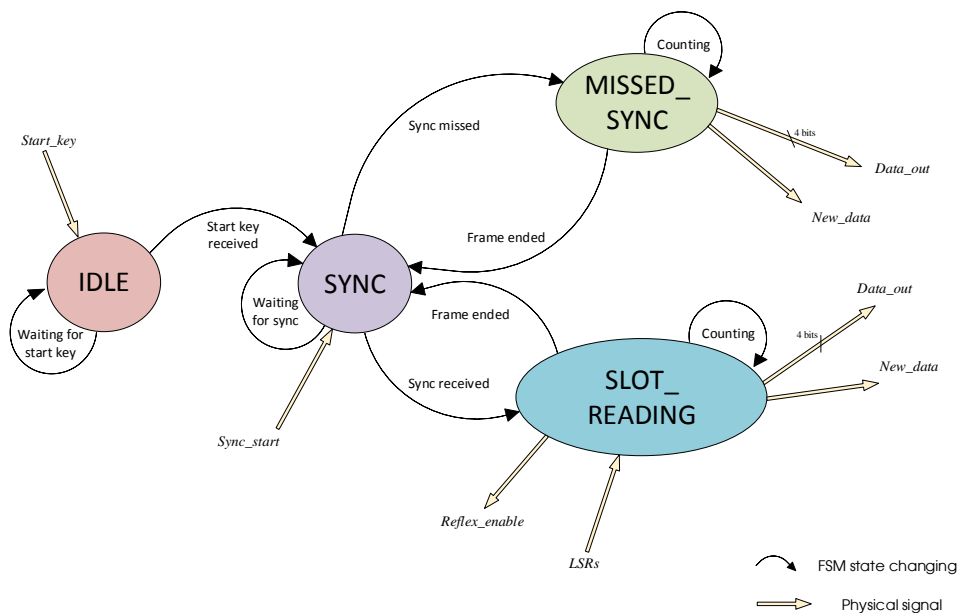 Counting
MISSED_
SYNC
4 bits
Start_key
Sync missed
Data_out
New_data
Start key
received
Frame ended
IDLE
SYNC
Data_out
Waiting
for sync
Frame ended
Counting
4 bits
Waiting for
start key
New_data
Sync received
SLOT_
READING
Sync_start
Reflex_enable
LSRs
FSM state changing
Physical signal